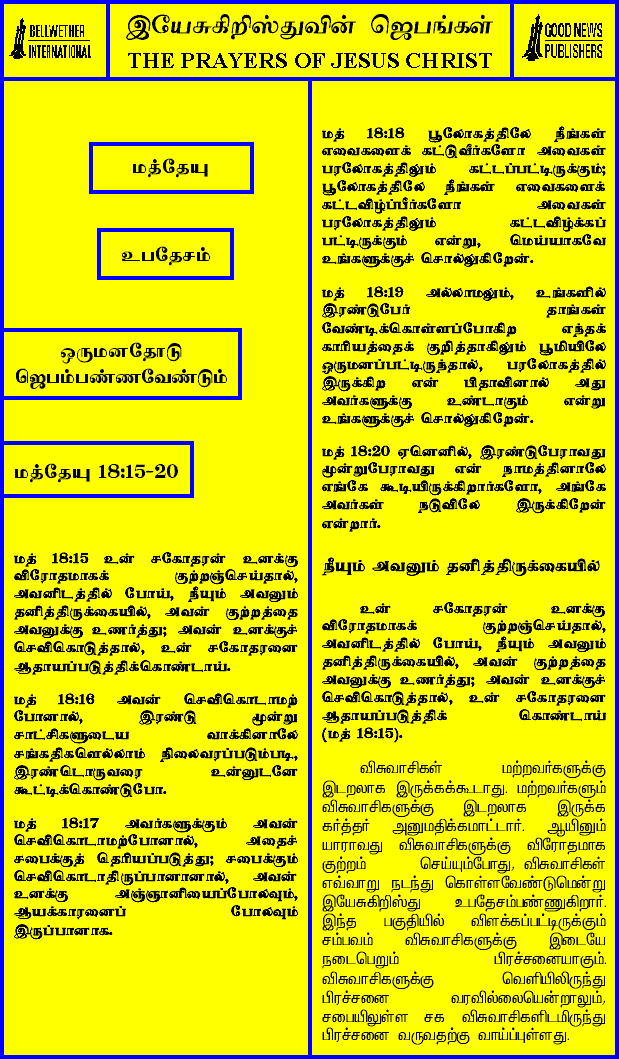 BELLWETHER
INTERNATIONAL
இயேசுகிறிஸ்துவின் ஜெபங்கள்
THE PRAYERS OF JESUS CHRIST
GOOD NEWS
PUBLISHERS
மத்தேயு
உபதேசம்
ஒருமனதோடு
ஜெபம்பண்ணவேண்டும்
மத்தேயு 18:15-20
மத் 18:15 உன் சகோதரன் உனக்கு
விரோதமாகக் குற்றஞ்செய்தால்,
அவனிடத்தில் போய், நீயும் அவனும்
தனித்திருக்கையில், அவன் குற்றத்தை
அவனுக்கு உணர்த்து; அவன் உனக்குச்
செவிகொடுத்தால், உன் சகோதரனை
ஆதாயப்படுத்திக்கொண்டாய்.
மத் 18:16 அவன் செவிகொடாமற்
போனால், இரண்டு மூன்று
சாட்சிகளுடைய வாக்கினாலே
சங்கதிகளெல்லாம் நிலைவரப்படும்படி,
இரண்டொருவரை உன்னுடனே
கூட்டிக்கொண்டுபோ.
மத் 18:17 அவர்களுக்கும் அவன்
செவிகொடாமற்போனால், அதைச்
சபைக்குத் தெரியப்படுத்து; சபைக்கும்
செவிகொடாதிருப்பானானால், அவன்
உனக்கு அஞ்ஞானியைப்போலவும்,
ஆயக்காரனைப் போலவும்
இருப்பானாக.
மத் 18:18 பூலோகத்திலே நீங்கள்
எவைகளைக் கட்டுவீர்களோ அவைகள்
பரலோகத்திலும் கட்டப்பட்டிருக்கும்;
பூலோகத்திலே நீங்கள் எவைகளைக்
கட்டவிழ்ப்பீர்களோ அவைகள்
பரலோகத்திலும் கட்டவிழ்க்கப்
பட்டிருக்கும் என்று, மெய்யாகவே
உங்களுக்குச் சொல்லுகிறேன்.
மத் 18:19 அல்லாமலும், உங்களில்
இரண்டுபேர் தாங்கள்
வேண்டிக்கொள்ளப்போகிற எந்தக்
காரியத்தைக் குறித்தாகிலும் பூமியிலே
ஒருமனப்பட்டிருந்தால், பரலோகத்தில்
இருக்கிற என் பிதாவினால் அது
அவர்களுக்கு உண்டாகும் என்று
உங்களுக்குச் சொல்லுகிறேன்.
மத் 18:20 ஏனெனில், இரண்டுபேராவது
மூன்றுபேராவது என் நாமத்தினாலே
எங்கே கூடியிருக்கிறார்களோ, அங்கே
அவர்கள் நடுவிலே இருக்கிறேன்
என்றார்.
நீயும் அவனும் தனித்திருக்கையில்
உன் சகோதரன் உனக்கு
விரோதமாகக் குற்றஞ்செய்தால்,
அவனிடத்தில் போய், நீயும் அவனும்
தனித்திருக்கையில், அவன் குற்றத்தை
அவனுக்கு உணர்த்து; அவன் உனக்குச்
செவிகொடுத்தால், உன் சகோதரனை
ஆதாயப்படுத்திக் கொண்டாய்
(மத் 18:15).
விசுவாசிகள் மற்றவர்களுக்கு
இடறலாக இருக்கக்கூடாது. மற்றவர்களும்
விசுவாசிகளுக்கு இடறலாக இருக்க
கர்த்தர் அனுமதிக்கமாட்டார். ஆயினும்
யாராவது விசுவாசிகளுக்கு விரோதமாக
குற்றம் செய்யும்போது, விசுவாசிகள்
எவ்வாறு நடந்து கொள்ளவேண்டுமென்று
இயேசுகிறிஸ்து உபதேசம்பண்ணுகிறார்.
இந்த பகுதியில் விளக்கப்பட்டிருக்கும்
சம்பவம் விசுவாசிகளுக்கு இடையே
நடைபெறும் பிரச்சனையாகும்.
விசுவாசிகளுக்கு வெளியிலிருந்து
பிரச்சனை வரவில்லையென்றாலும்,
சபையிலுள்ள சக விசுவாசிகளிடமிருந்து
பிரச்சனை வருவதற்கு வாய்ப்புள்ளது.